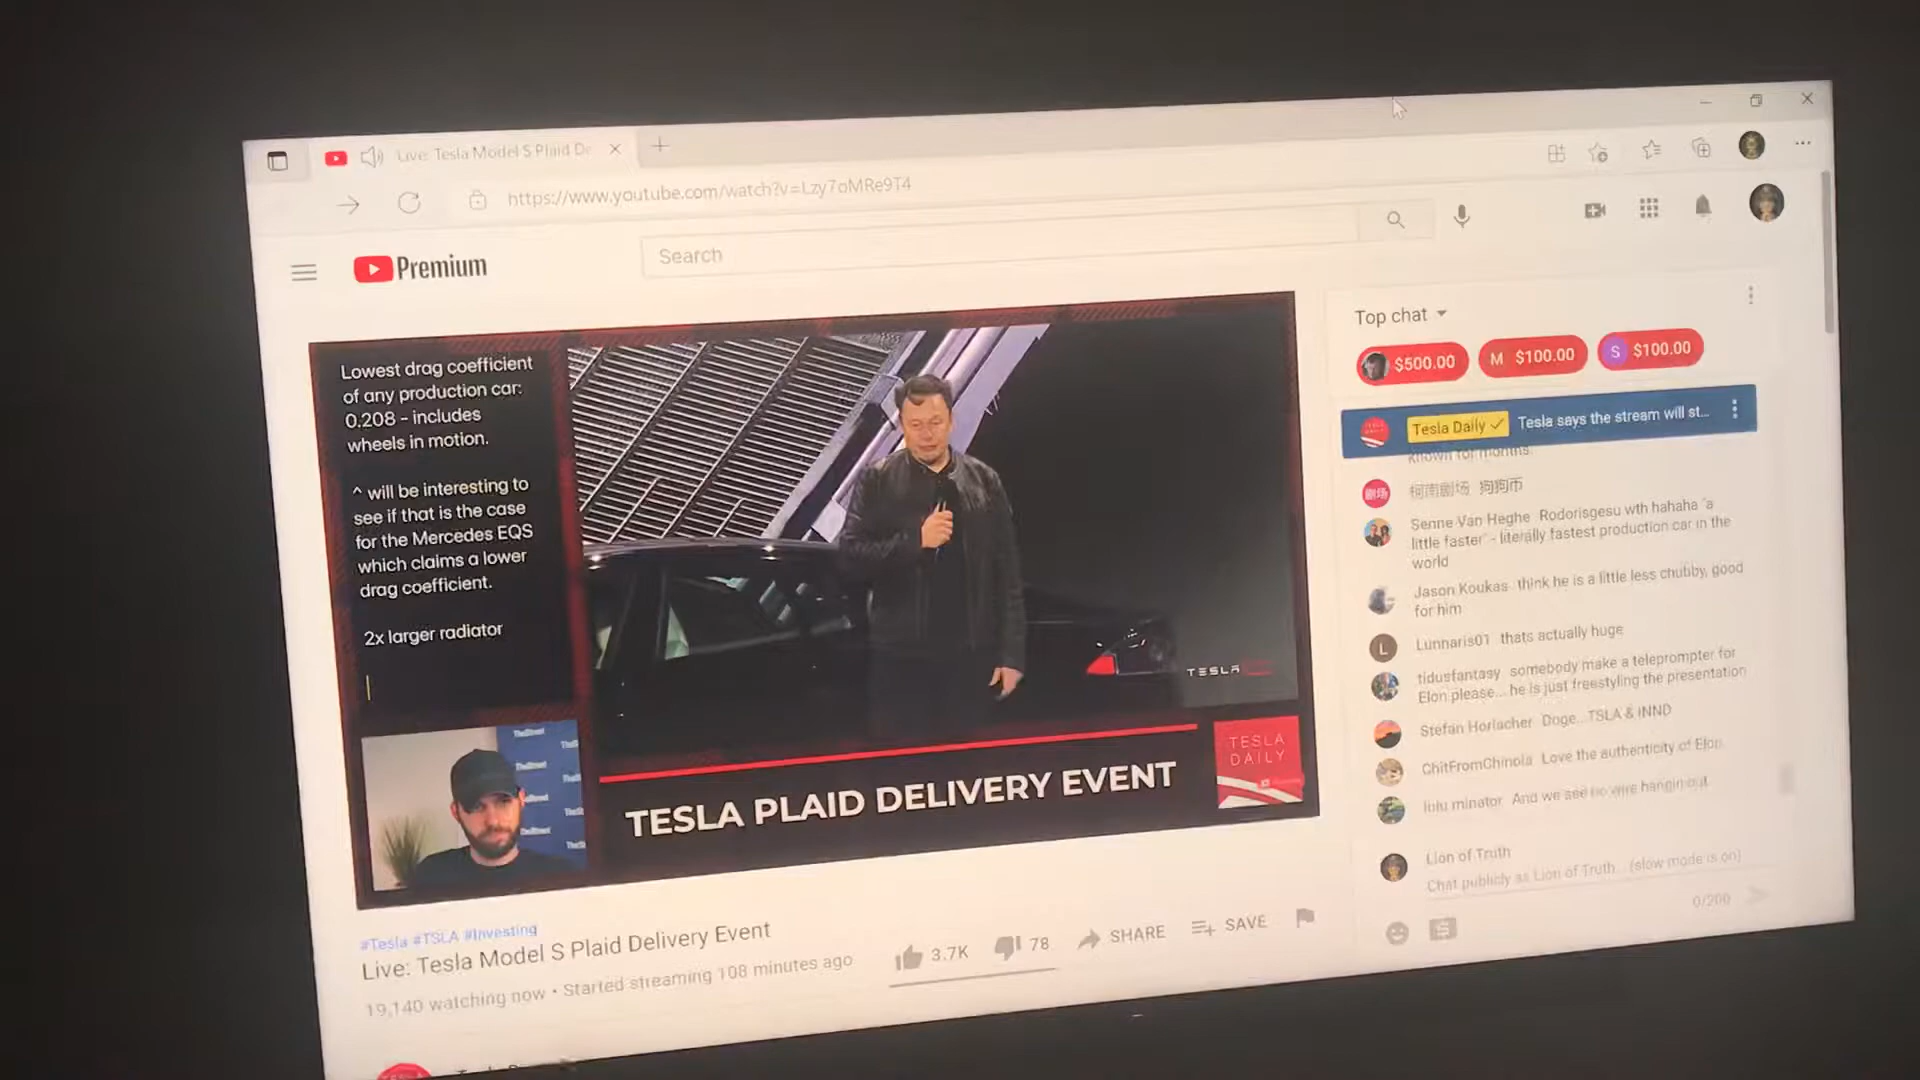 Live: Tesla Model S Plaid De
https://www.youtube.com/watch?v=Lzy7oMRe9T4
Premium
Search
Lowest drag coefficient
of any production car:
0.208 - includes
wheels in motion.
^ will be interesting to
see if that is the case
for the Mercedes EQS
which claims a lower
drag coefficient.
2x larger radiator
TESLA
TheStreet
TESLA PLAID DELIVERY EVENT
TESLA
DAILY
#Tesla #TSLA #Investing
Live: Tesla Model S Plaid Delivery Event
19,140 watching now • Started streaming 108 minutes ago
3.7K
78
SHARE
SAVE
Top chat
$500.00
M $100.00
S $100.00
Tesla Daily Tesla says the stream will st...
known for months.
剧场 柯南剧场 狗狗币
Senne Van Heghe Rodorisgesu wth hahaha 'a
little faster' - literally fastest production car in the
world
Jason Koukas think he is a little less chubby, good
for him
L Lunnaris01 thats actually huge
tidusfantasy somebody make a teleprompter for
Elon please... he is just freestyling the presentation
Stefan Horlacher Doge...TSLA & INND
ChitFromChinola Love the authenticity of Elon
lulu minator And we see no wire hangin out
Lion of Truth
Chat publicly as Lion of Truth... (slow mode is on)
0/200